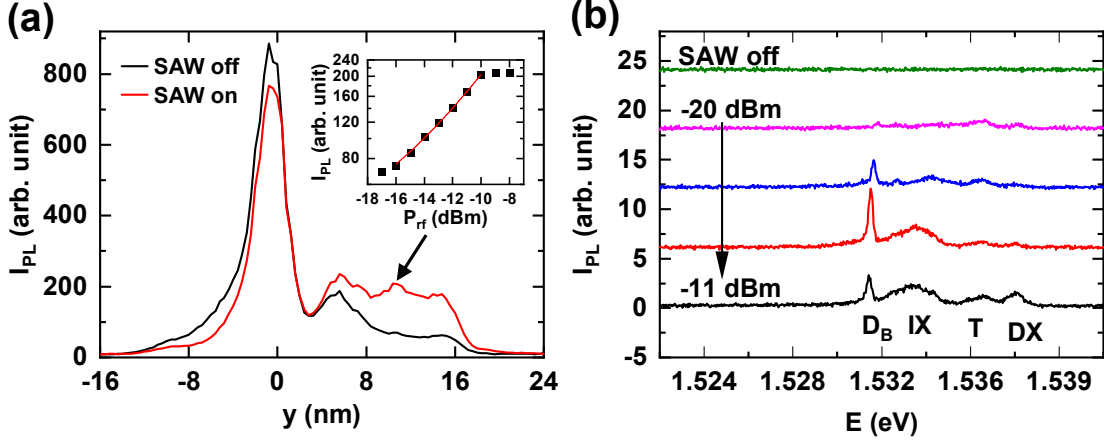 (a)
SAW off
SAW on
I_PL (arb. unit)
800
600
400
200
0
-16
-8
0
8
16
24
y (nm)
I_PL (arb. unit)
240
200
160
120
80
-18
-16
-14
-12
-10
-8
P_rf (dBm)
(b)
SAW off
-20 dBm
-11 dBm
D_B
IX
T
DX
I_PL (arb. unit)
25
20
15
10
5
0
-5
1.524
1.528
1.532
1.536
1.539
E (eV)